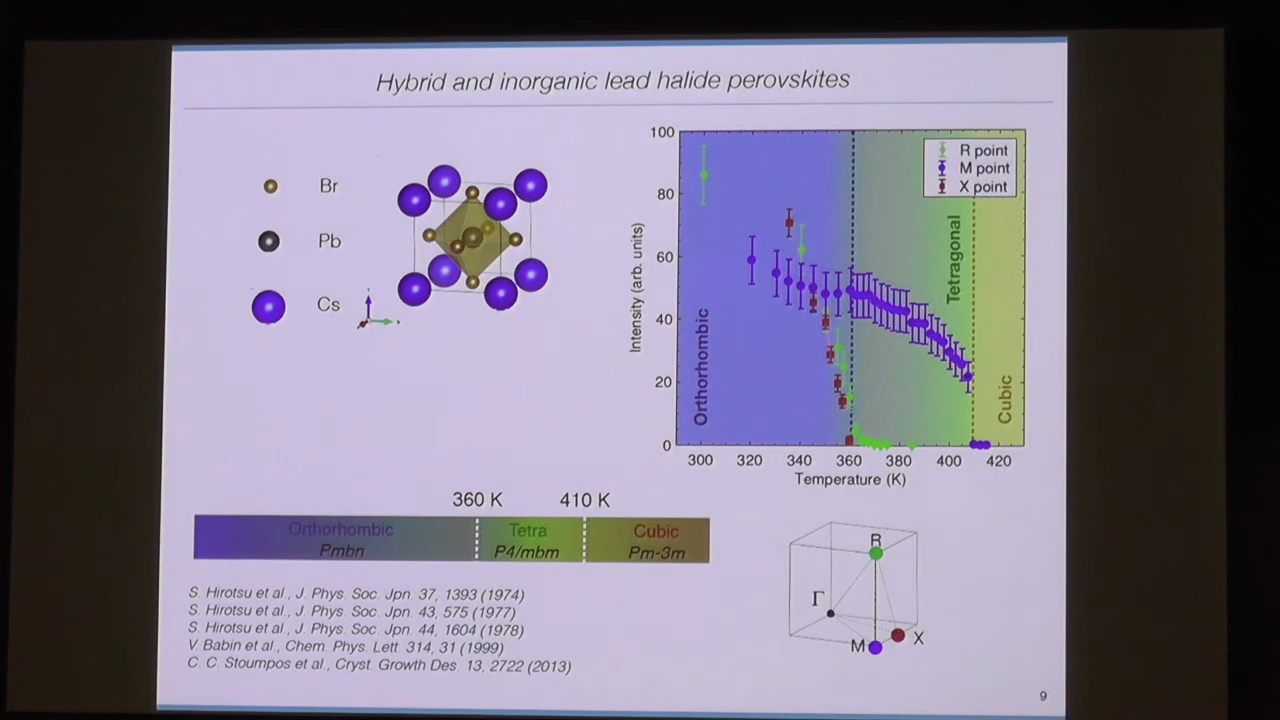 Hybrid and inorganic lead halide perovskites
Br
Pb
Cs
100
80
60
40
20
0
Intensity (arb. units)
R point
M point
X point
Orthorhombic
Tetragonal
Cubic
300 320 340 360 380 400 420
Temperature (K)
360 K 410 K
Orthorhombic Tetra Cubic
Pmbn P4/mbm Pm-3m
S. Hirotsu et al., J. Phys. Soc. Jpn. 37, 1393 (1974)
S. Hirotsu et al., J. Phys. Soc. Jpn. 43, 575 (1977)
S. Hirotsu et al., J. Phys. Soc. Jpn. 44, 1604 (1978)
V. Babin et al., Chem. Phys. Lett. 314, 31 (1999)
C. C. Stoumpos et al., Cryst. Growth Des. 13, 2722 (2013)
R
Γ
M
X
9